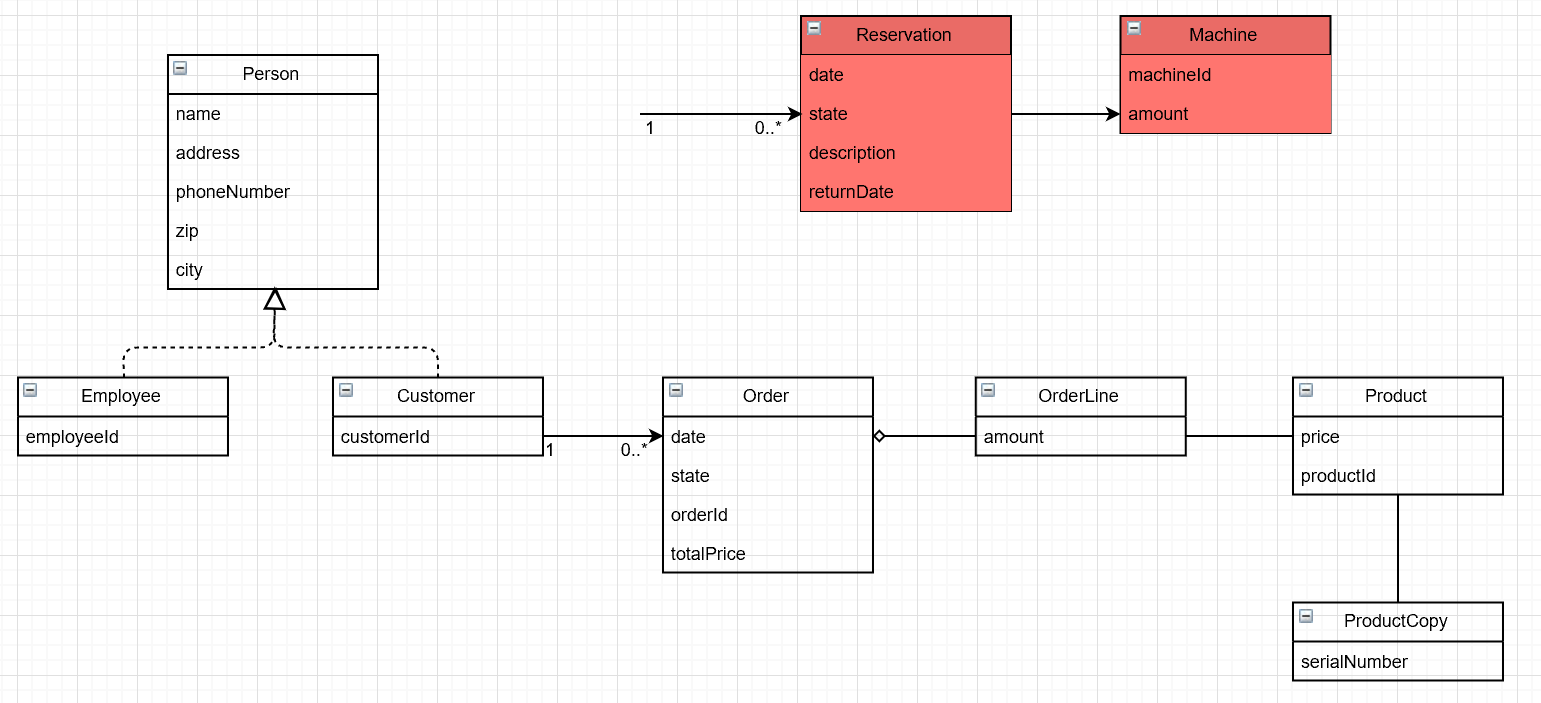 Person
name
address
phoneNumber
zip
city
1
0..*
Reservation
date
state
description
returnDate
Machine
machineId
amount
Employee
employeeId
Customer
customerId
1
0..*
Order
date
state
orderId
totalPrice
OrderLine
amount
Product
price
productId
ProductCopy
serialNumber